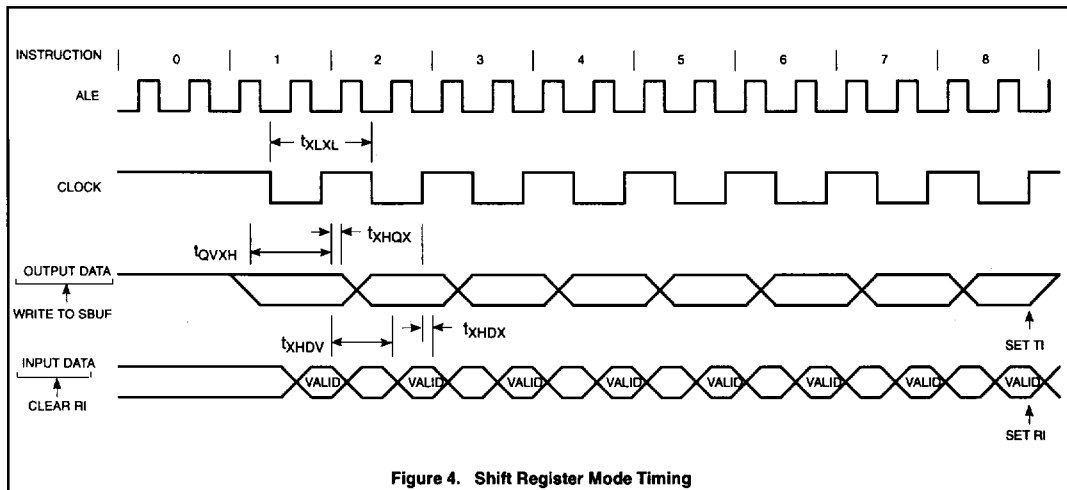 INSTRUCTION 0 1 2 3 4 5 6 7 8
ALE
tXLXL
CLOCK
tXHQX
tQVXH
OUTPUT DATA
WRITE TO SBUF
tXHDX
tXHDV
SET TI
INPUT DATA
VALID VALID VALID VALID VALID VALID VALID VALID
CLEAR RI
SET RI
Figure 4. Shift Register Mode Timing